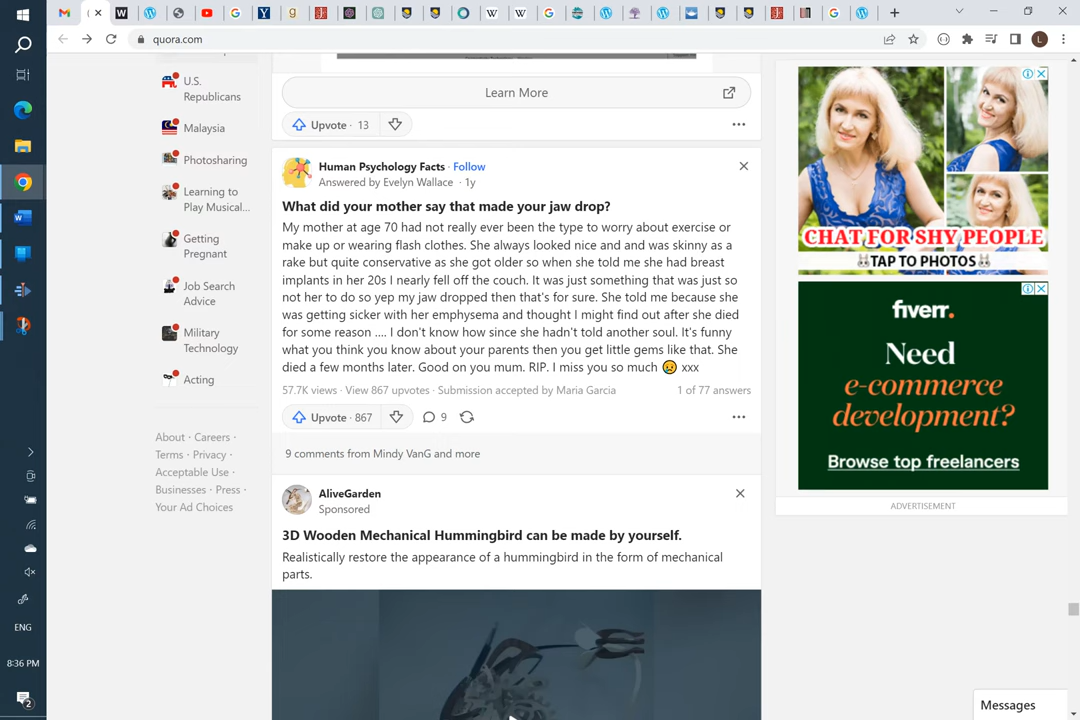 quora.com
L
U.S.
Republicans
Malaysia
Photosharing
Learning to
Play Musical...
Getting
Pregnant
Job Search
Advice
Military
Technology
Acting
About · Careers ·
Terms · Privacy ·
Acceptable Use ·
Businesses · Press ·
Your Ad Choices
Learn More
Upvote · 13
Human Psychology Facts · Follow
Answered by Evelyn Wallace · 1y
What did your mother say that made your jaw drop?
My mother at age 70 had not really ever been the type to worry about exercise or
make up or wearing flash clothes. She always looked nice and and was skinny as a
rake but quite conservative as she got older so when she told me she had breast
implants in her 20s I nearly fell off the couch. It was just something that was just so
not her to do so yep my jaw dropped then that's for sure. She told me because she
was getting sicker with her emphysema and thought I might find out after she died
for some reason .... I don't know how since she hadn't told another soul. It's funny
what you think you know about your parents then you get little gems like that. She
died a few months later. Good on you mum. RIP. I miss you so much 😥 xxx
57.7K views · View 867 upvotes · Submission accepted by Maria Garcia
1 of 77 answers
Upvote · 867
9
9 comments from Mindy VanG and more
AliveGarden
Sponsored
3D Wooden Mechanical Hummingbird can be made by yourself.
Realistically restore the appearance of a hummingbird in the form of mechanical
parts.
CHAT FOR SHY PEOPLE
TAP TO PHOTOS
fiverr.
Need
e-commerce
development?
Browse top freelancers
ADVERTISEMENT
Messages
ENG
8:36 PM
2